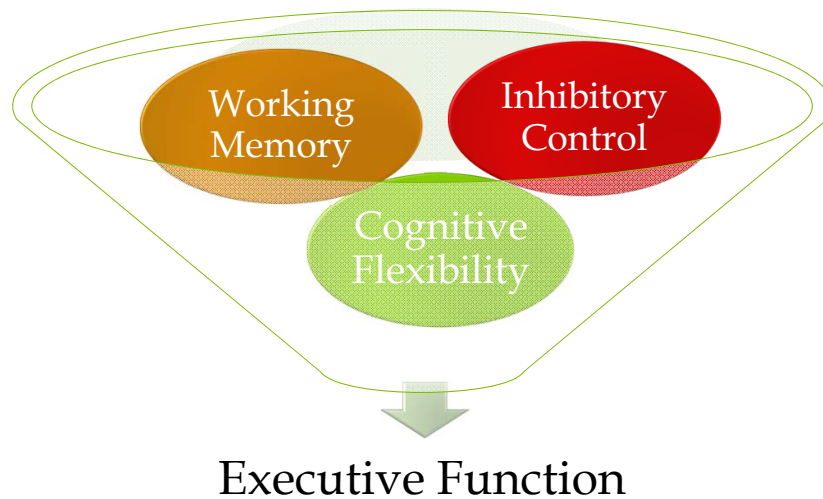 Working
Memory
Inhibitory
Control
Cognitive
Flexibility
Executive Function